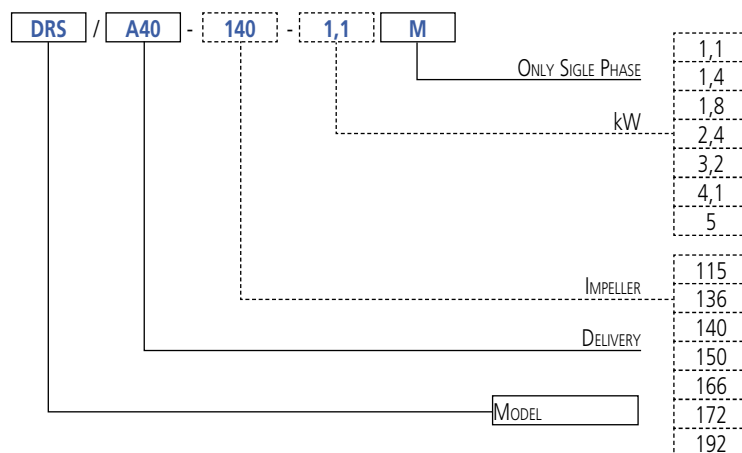 DRS / A40 - 140 - 1,1 M
Only Sigle Phase
kW
1,1
1,4
1,8
2,4
3,2
4,1
5
Impeller
Delivery
Model
115
136
140
150
166
172
192